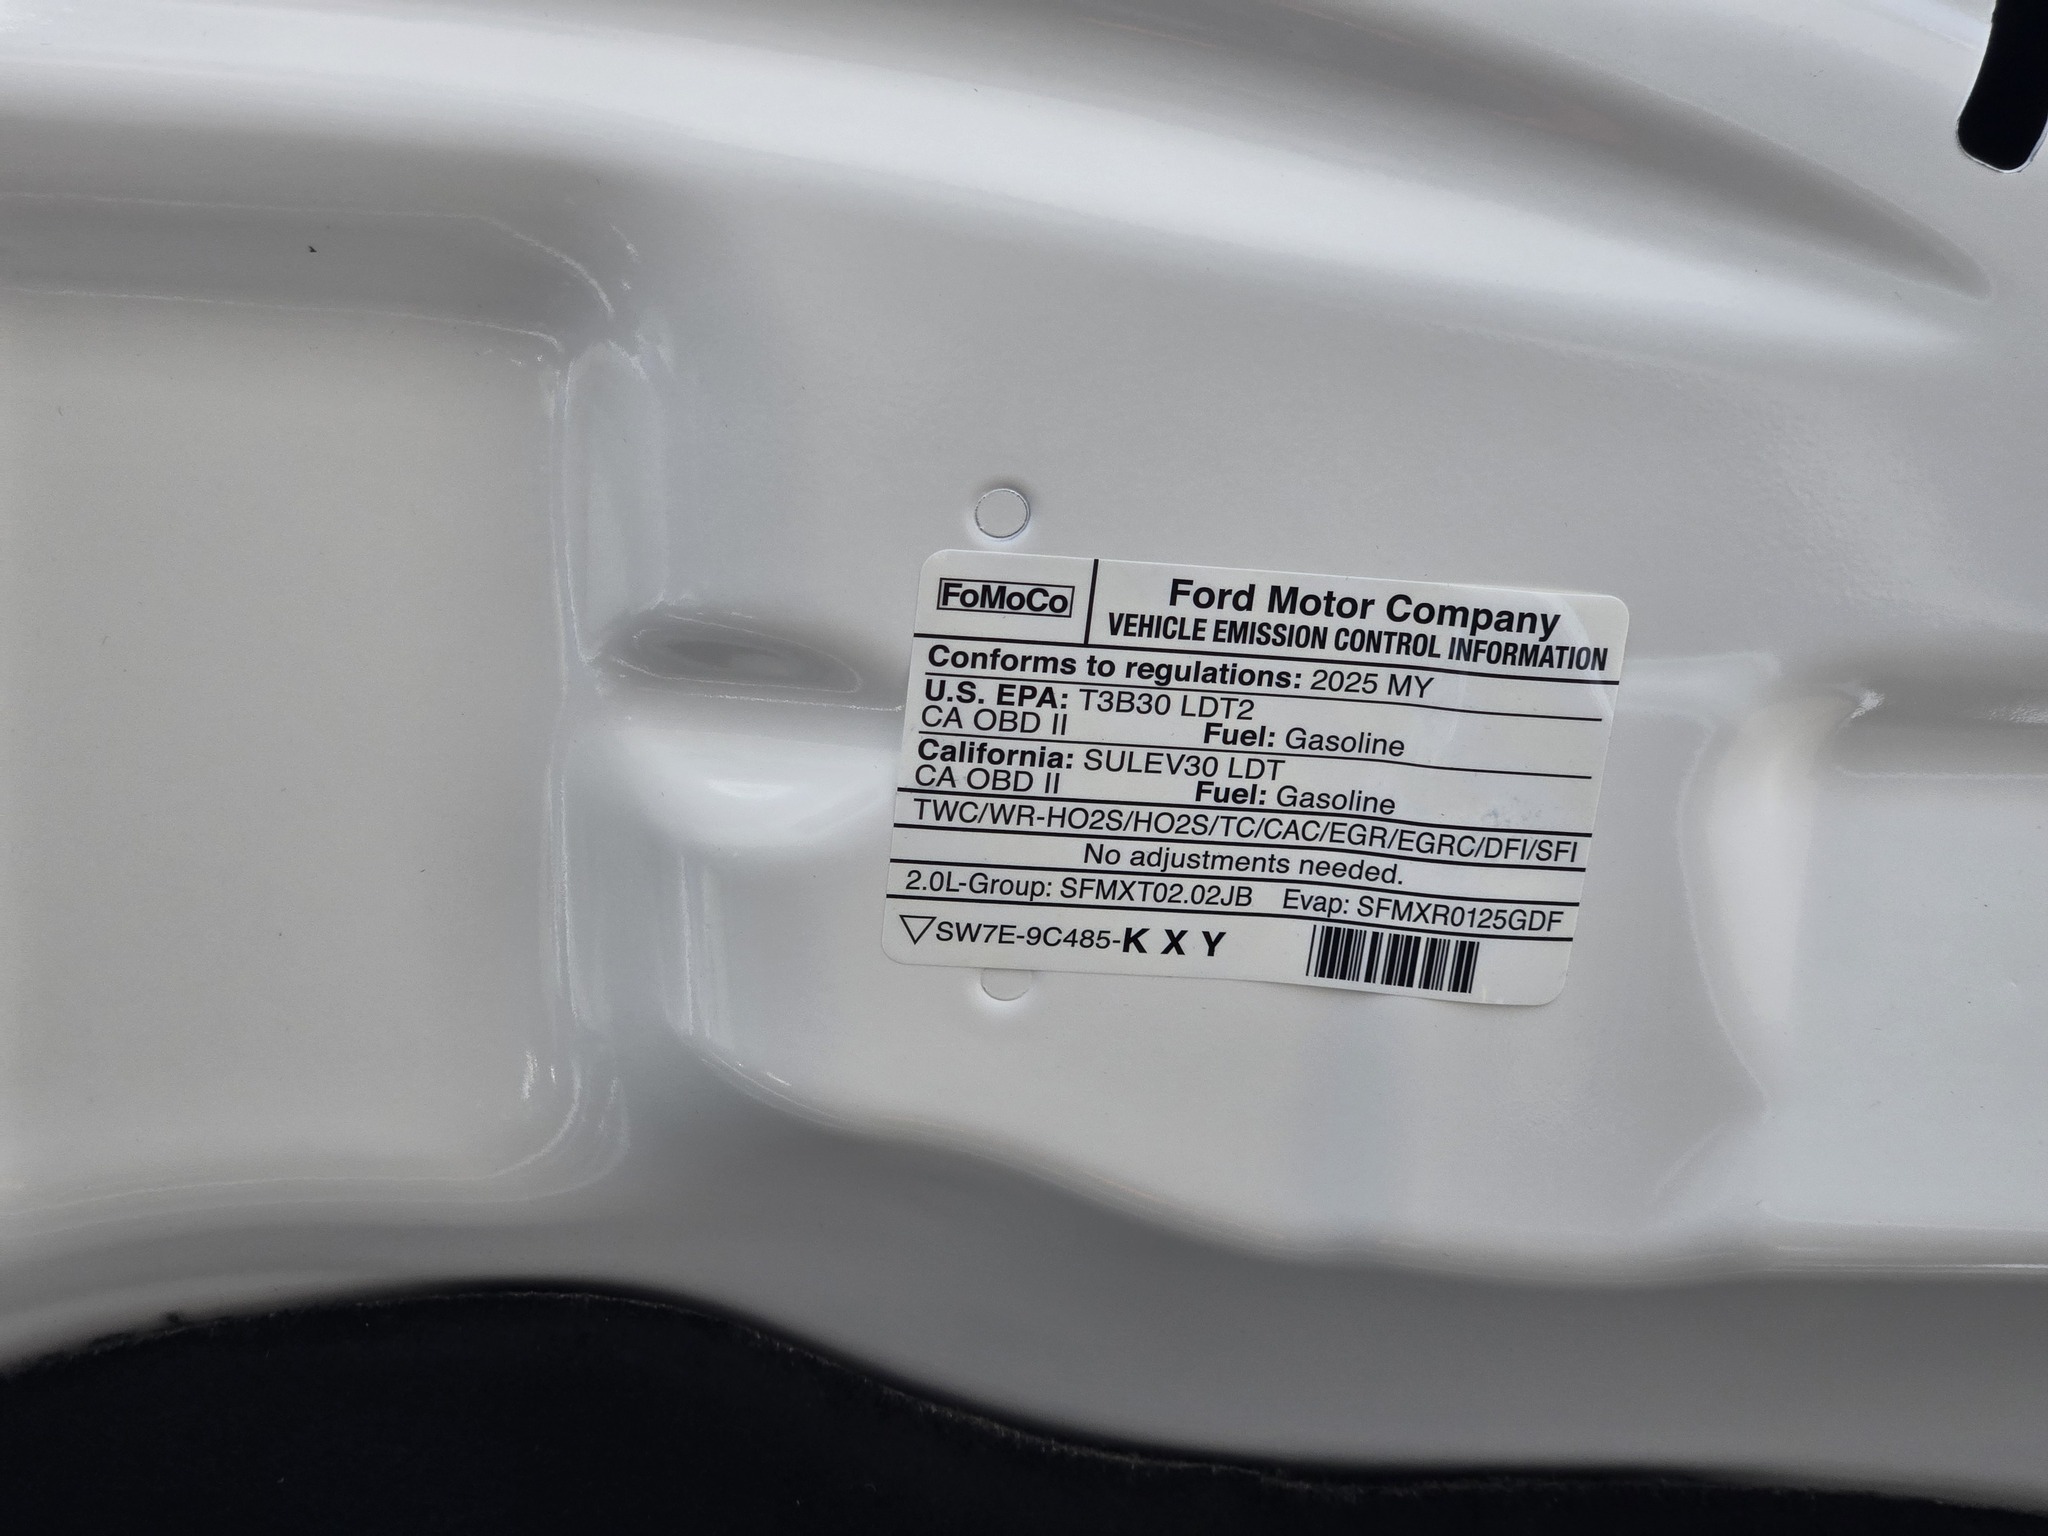 FoMoCo
Ford Motor Company
VEHICLE EMISSION CONTROL INFORMATION
Conforms to regulations: 2025 MY
U.S. EPA: T3B30 LDT2
CA OBD II Fuel: Gasoline
California: SULEV30 LDT
CA OBD II Fuel: Gasoline
TWC/WR-HO2S/HO2S/TC/CAC/EGR/EGRC/DFI/SFI
No adjustments needed.
2.0L-Group: SFMXT02.02JB Evap: SFMXR0125GDF
SW7E-9C485-K X Y